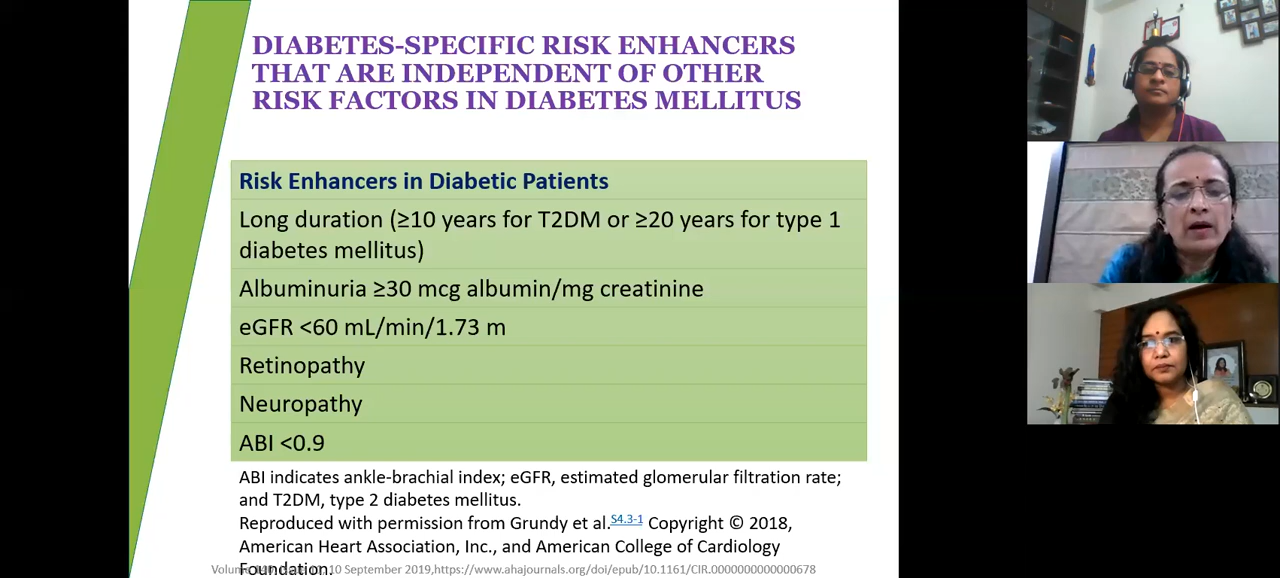 DIABETES-SPECIFIC RISK ENHANCERS
THAT ARE INDEPENDENT OF OTHER
RISK FACTORS IN DIABETES MELLITUS
Risk Enhancers in Diabetic Patients
Long duration (≥10 years for T2DM or ≥20 years for type 1
diabetes mellitus)
Albuminuria ≥30 mcg albumin/mg creatinine
eGFR <60 mL/min/1.73 m
Retinopathy
Neuropathy
ABI <0.9
ABI indicates ankle-brachial index; eGFR, estimated glomerular filtration rate;
and T2DM, type 2 diabetes mellitus.
Reproduced with permission from Grundy et al.S4.3-1 Copyright © 2018,
American Heart Association, Inc., and American College of Cardiology
Foundation.
10 September 2019,https://www.ahajournals.org/doi/epub/10.1161/CIR.0000000000000678